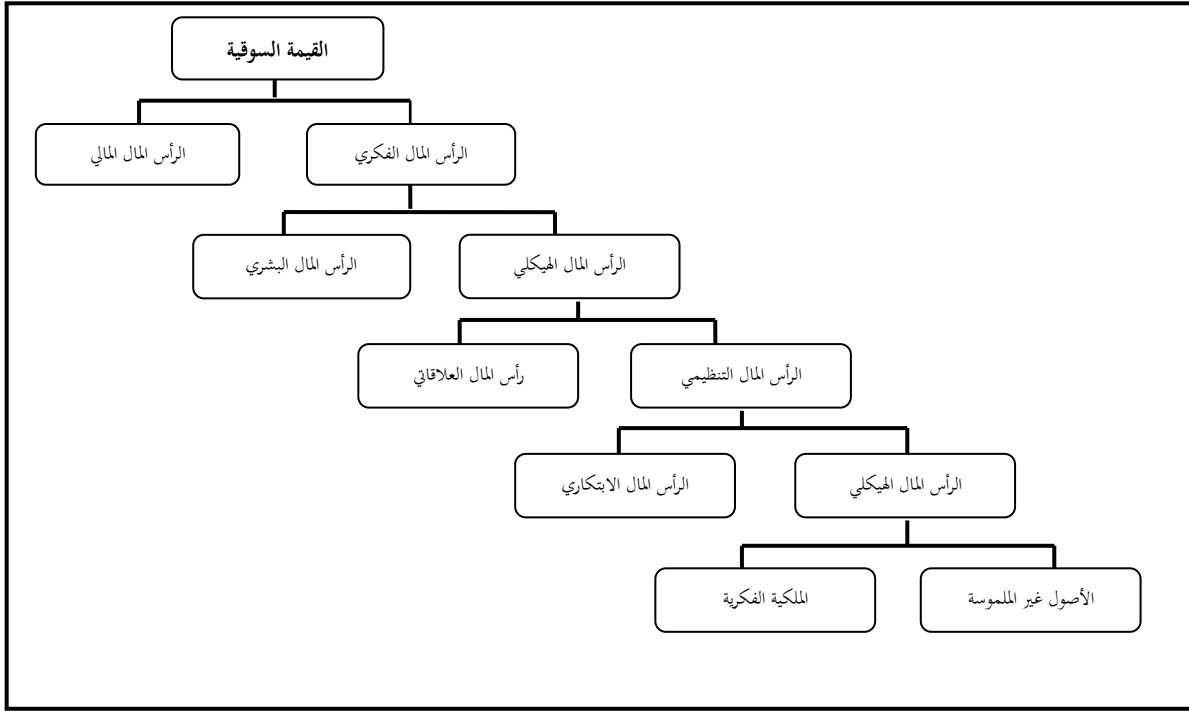 القيمة السوقية
الرأس المال الفكري
الرأس المال المالي
الرأس المال الهيكلي
الرأس المال البشري
الرأس المال التنظيمي
رأس المال العلاقاتي
الرأس المال الهيكلي
الرأس المال الابتكاري
الأصول غير الملموسة
الملكية الفكرية